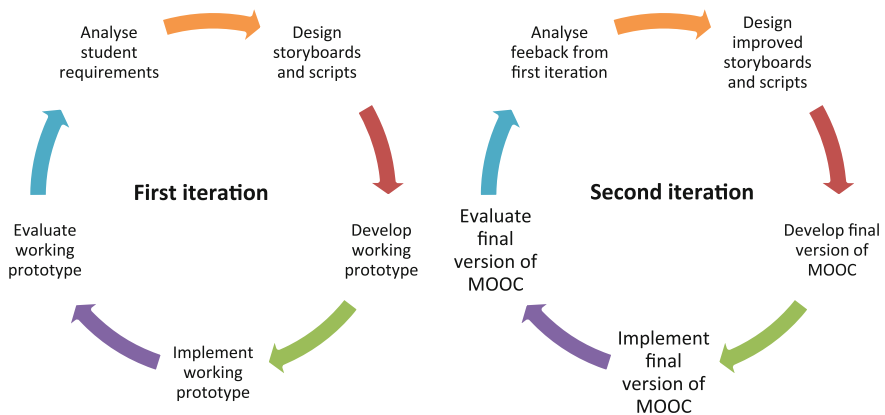 Analyse
student
requirements
Design
storyboards
and scripts
Develop
working
prototype
Implement
working
prototype
Evaluate
working
prototype
First iteration
Analyse
feeback from
first iteration
Design
improved
storyboards
and scripts
Develop final
version of
MOOC
Implement
final
version of
MOOC
Evaluate
final
version of
MOOC
Second iteration